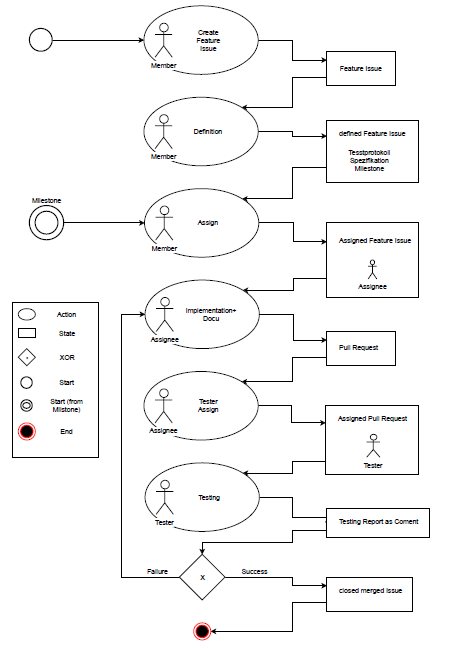 Create
Feature
Issue
Member
Feature Issue
Definition
Member
defined Feature Issue
Tesstprotokoll
Spezifikation
Milestone
Milestone
Assign
Member
Assigned Feature Issue
Assignee
Implementation+
Docu
Assignee
Pull Request
Action
State
XOR
Start
Start (from
Milstone)
End
Tester
Assign
Assignee
Assigned Pull Request
Tester
Testing
Tester
Testing Report as Coment
Failure
X
Success
closed merged Issue